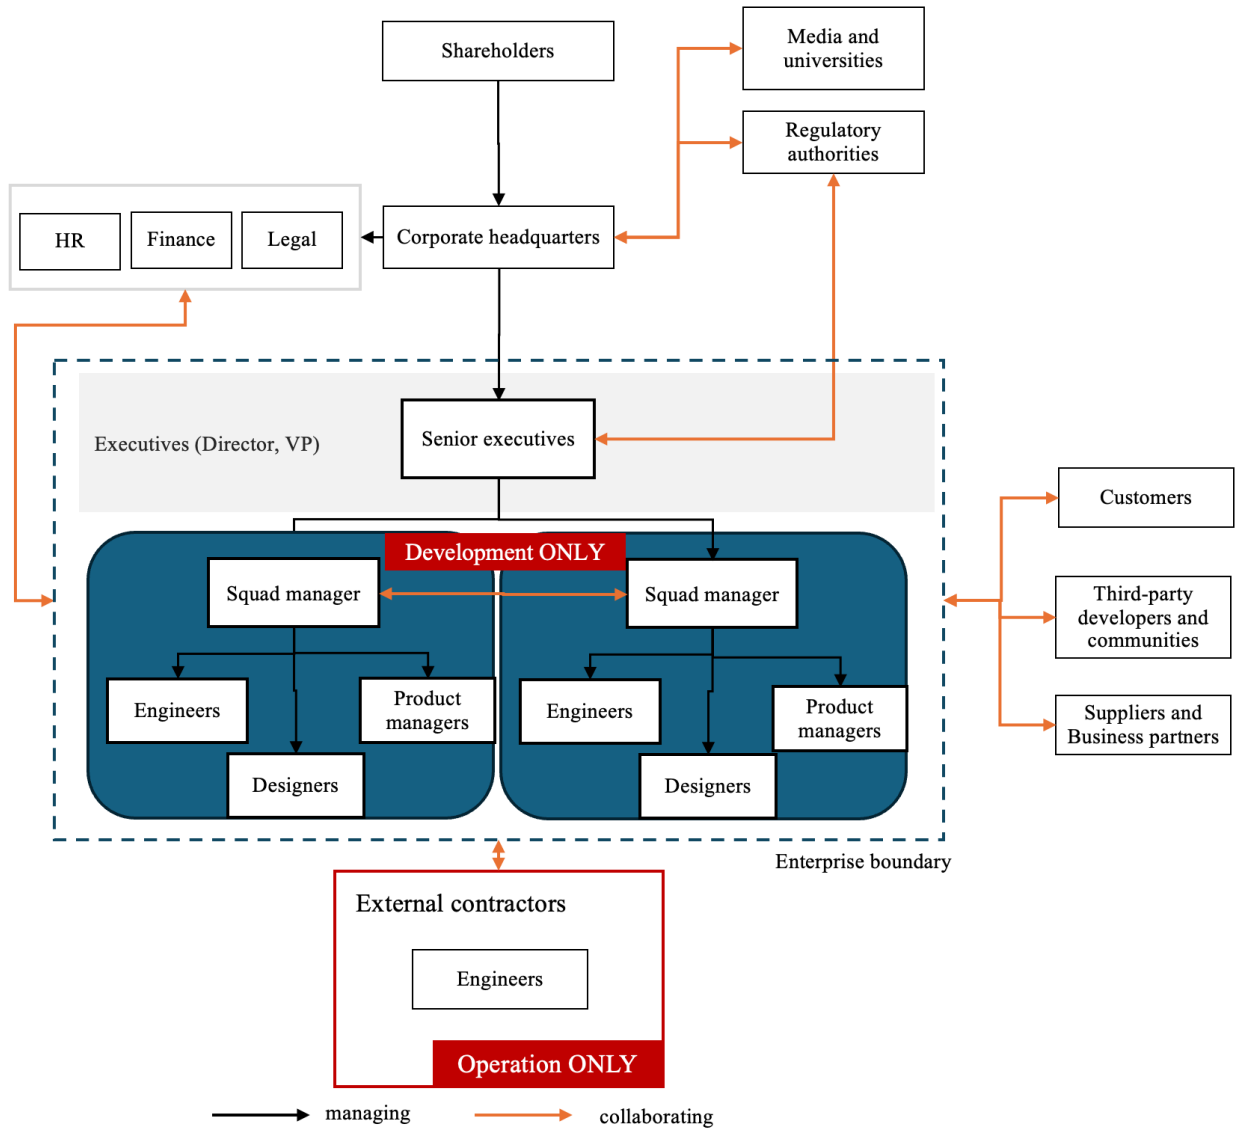 Shareholders
Media and
universities
Regulatory
authorities
HR
Finance
Legal
Corporate headquarters
Executives (Director, VP)
Senior executives
Customers
Development ONLY
Squad manager
Squad manager
Third-party
developers and
communities
Engineers
Product
managers
Designers
Engineers
Product
managers
Designers
Suppliers and
Business partners
Enterprise boundary
External contractors
Engineers
Operation ONLY
managing
collaborating